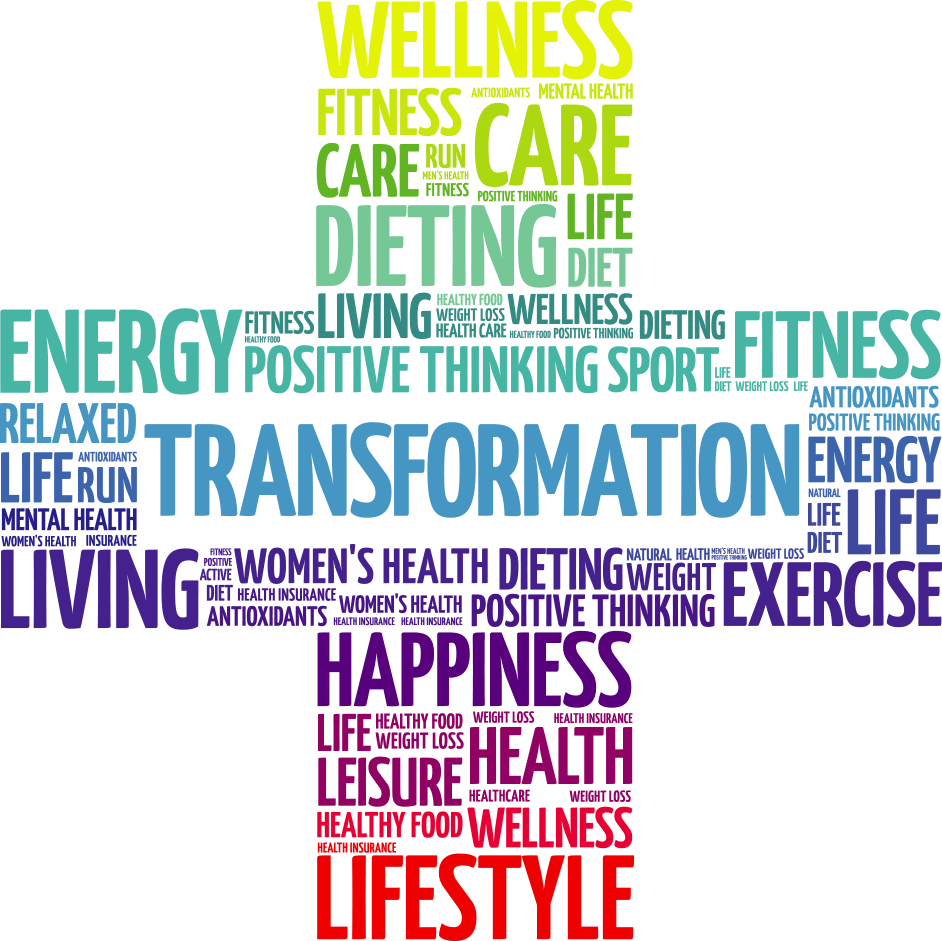 WELLNESS
FITNESS
ANTIOXIDANTS
MENTAL HEALTH
CARE
CARE
RUN
MEN'S HEALTH
FITNESS
POSITIVE THINKING
LIFE
DIETING
DIET
LIVING
HEALTHY FOOD
WEIGHT LOSS
HEALTH CARE
WELLNESS
HEALTHY FOOD
POSITIVE THINKING
ENERGY
FITNESS
HEALTHY FOOD
DIETING
FITNESS
POSITIVE THINKING
SPORT
LIFE
DIET
WEIGHT LOSS
LIFE
RELAXED
ANTIOXIDANTS
POSITIVE THINKING
TRANSFORMATION
LIFE
ANTIOXIDANTS
RUN
MENTAL HEALTH
WOMEN'S HEALTH
INSURANCE
ENERGY
NATURAL
LIFE
DIET
LIFE
LIVING
FITNESS
POSITIVE
ACTIVE
WOMEN'S HEALTH
DIETING
NATURAL HEALTH
MEN'S HEALTH
POSITIVE THINKING
WEIGHT LOSS
WEIGHT
EXERCISE
DIET
HEALTH INSURANCE
ANTIOXIDANTS
WOMEN'S HEALTH
HEALTH INSURANCE
HEALTH INSURANCE
POSITIVE THINKING
HAPPINESS
LIFE
HEALTHY FOOD
WEIGHT LOSS
WEIGHT LOSS
HEALTH INSURANCE
HEALTH
LEISURE
HEALTHCARE
WEIGHT LOSS
HEALTHY FOOD
WELLNESS
HEALTH INSURANCE
LIFESTYLE